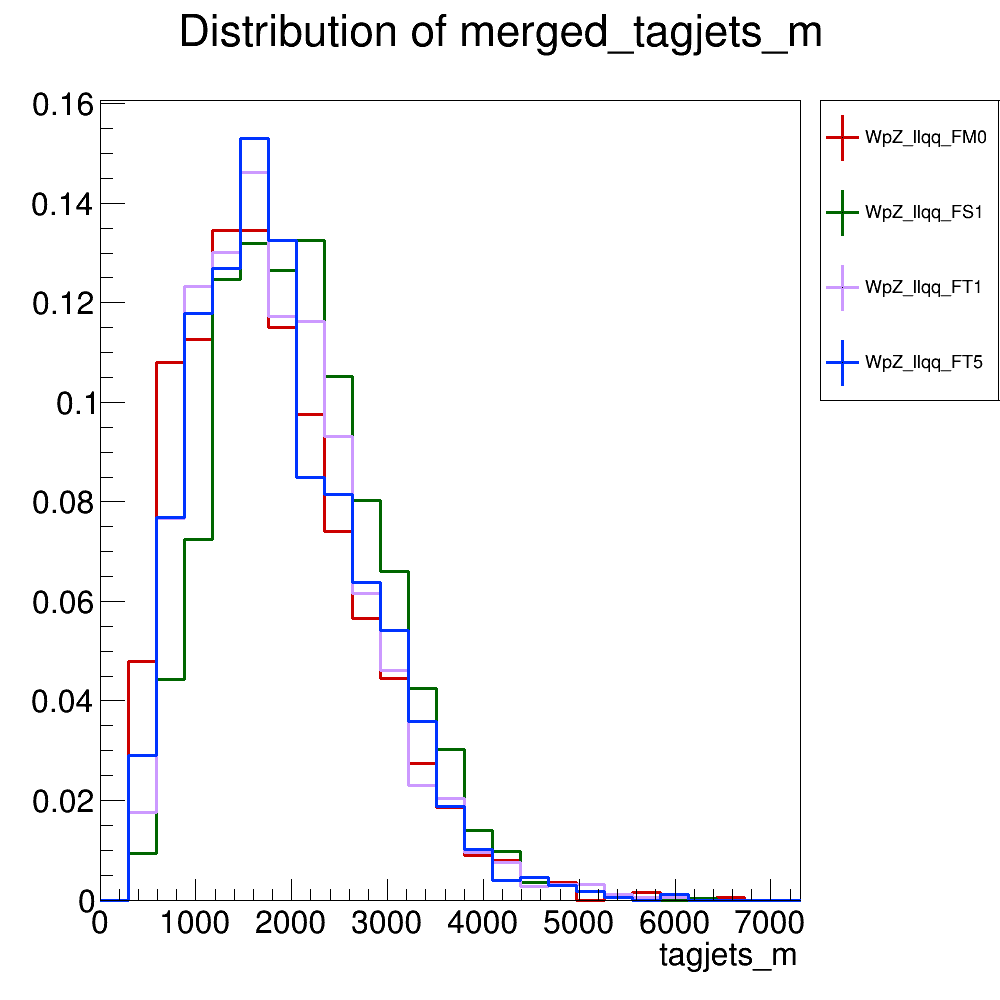 Distribution of merged_tagjets_m
0.16
0.14
0.12
0.1
0.08
0.06
0.04
0.02
0
0 1000 2000 3000 4000 5000 6000 7000
tagjets_m
WpZ_llqq_FM0
WpZ_llqq_FS1
WpZ_llqq_FT1
WpZ_llqq_FT5